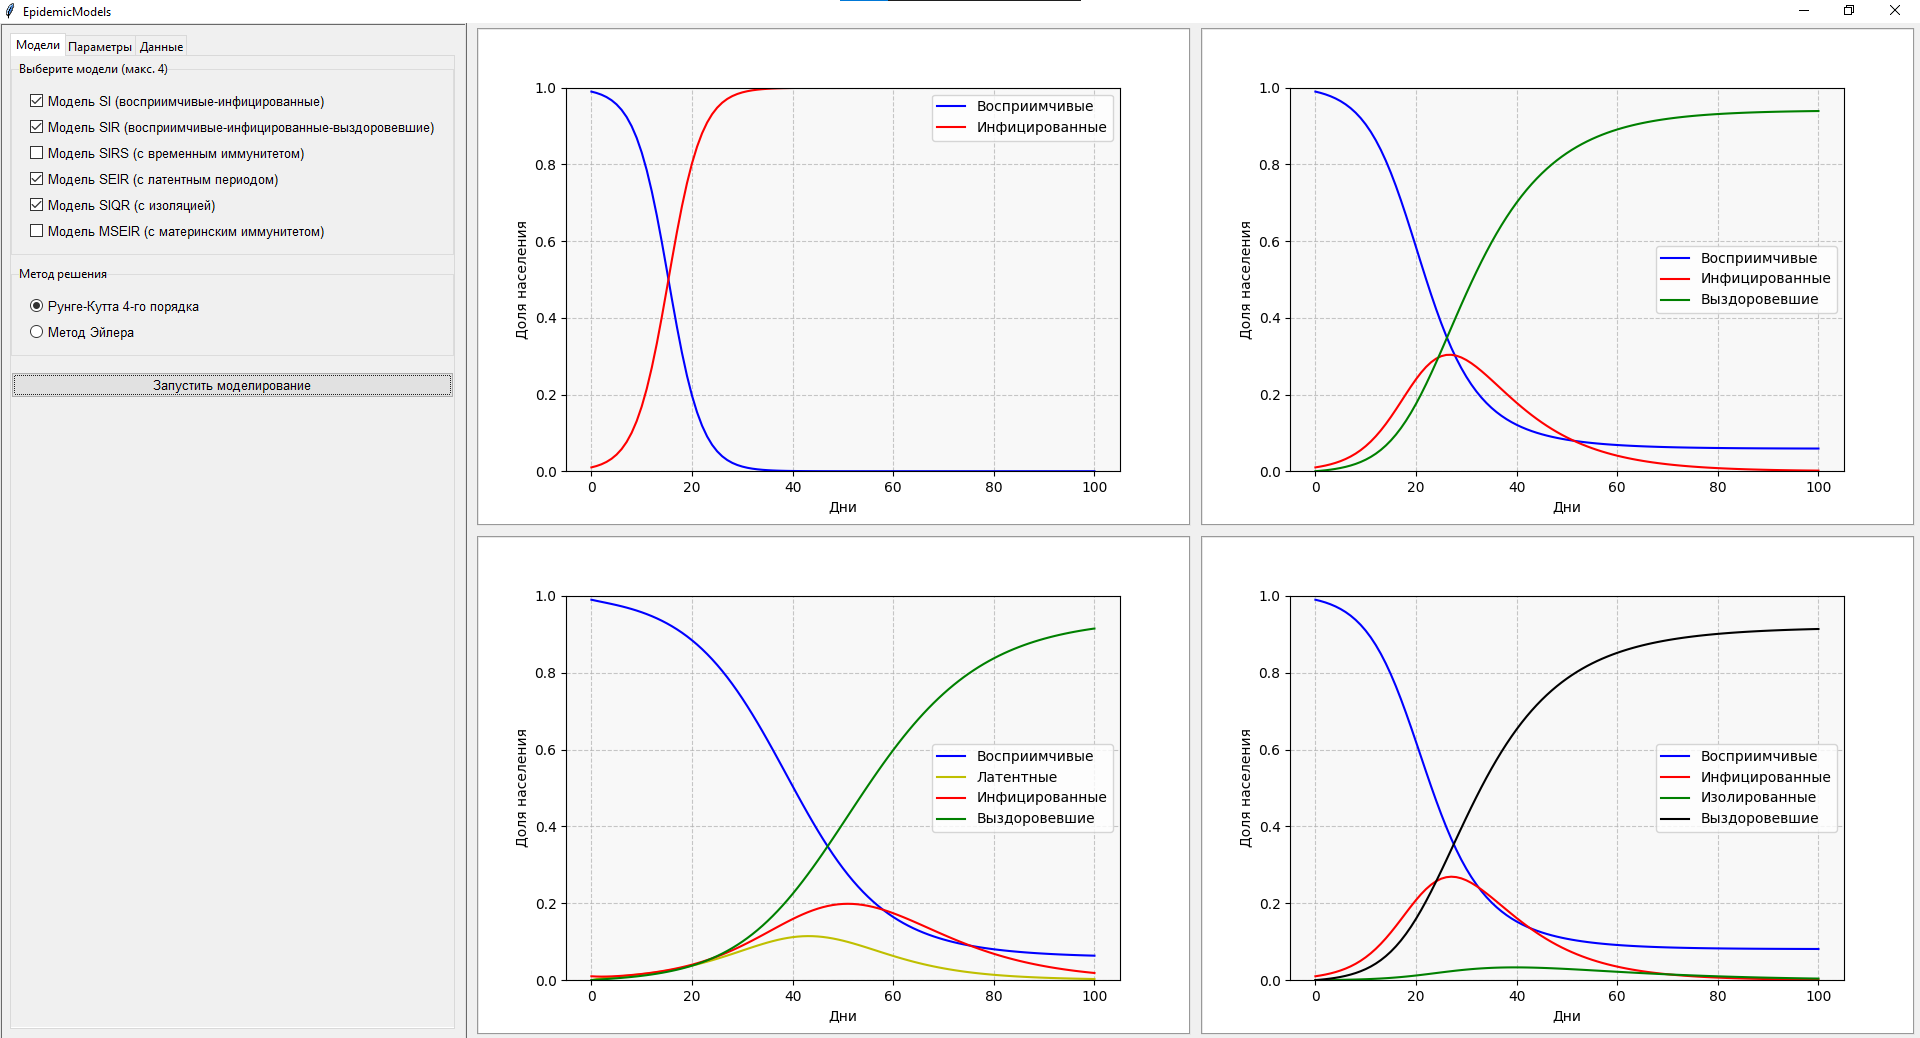 EpidemicModels
Модели Параметры Данные
Выберите модели (макс. 4)
Модель SI (восприимчивые-инфицированные)
Модель SIR (восприимчивые-инфицированные-выздоровевшие)
Модель SIRS (с временным иммунитетом)
Модель SEIR (с латентным периодом)
Модель SIQR (с изоляцией)
Модель MSEIR (с материнским иммунитетом)
Метод решения
Рунге-Кутта 4-го порядка
Метод Эйлера
Запустить моделирование
1.0
0.8
0.6
0.4
0.2
0.0
Доля населения
0 20 40 60 80 100
Дни
Восприимчивые
Инфицированные
1.0
0.8
0.6
0.4
0.2
0.0
Доля населения
0 20 40 60 80 100
Дни
Восприимчивые
Инфицированные
Выздоровевшие
1.0
0.8
0.6
0.4
0.2
0.0
Доля населения
0 20 40 60 80 100
Дни
Восприимчивые
Латентные
Инфицированные
Выздоровевшие
1.0
0.8
0.6
0.4
0.2
0.0
Доля населения
0 20 40 60 80 100
Дни
Восприимчивые
Инфицированные
Изолированные
Выздоровевшие